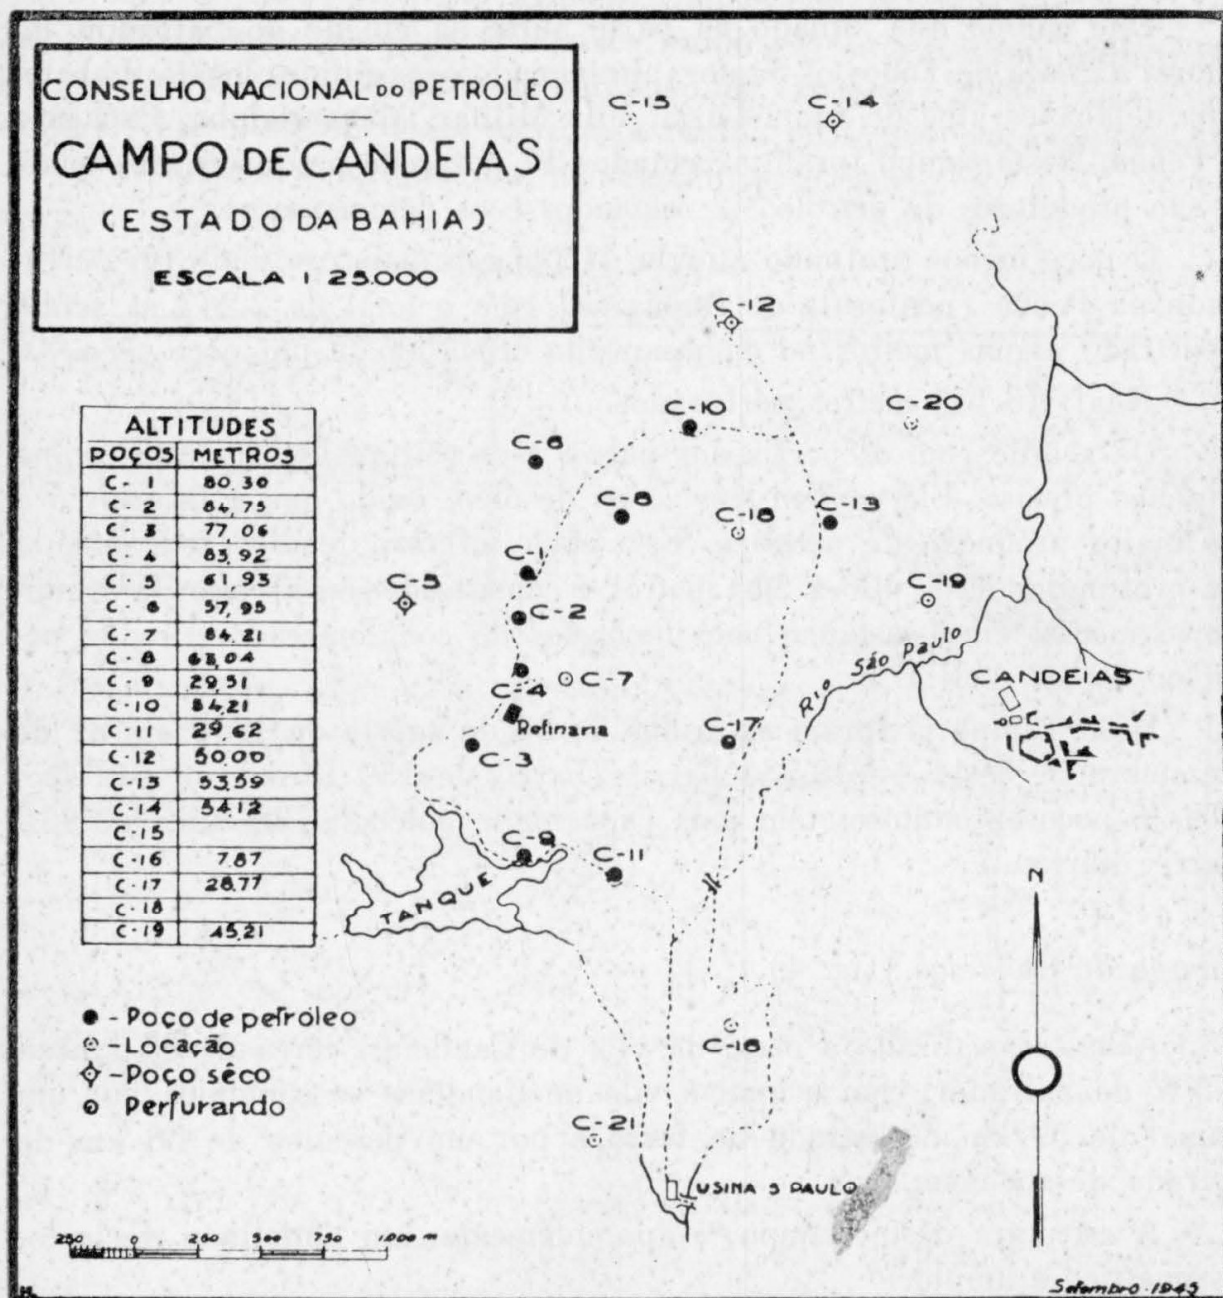 CONSELHO NACIONAL DO PETROLEO
CAMPO DE CANDEIAS
(ESTADO DA BAHIA)
ESCALA 1:25.000
ALTITUDES
POÇOS METROS
C-1 80,30
C-2 84,75
C-3 77,06
C-4 83,92
C-5 61,93
C-6 57,95
C-7 84,21
C-8 63,04
C-9 29,51
C-10 84,21
C-11 29,62
C-12 50,00
C-13 53,59
C-14 54,12
C-15
C-16 7,87
C-17 28,77
C-18
C-19 45,21
- Poço de petróleo
- Locação
- Poço sêco
Perfurando
250 0 250 500 750 1.000 m
C-15
C-14
C-12
C-10
C-20
C-6
C-8
C-18
C-13
C-1
C-5
C-2
C-19
C-4
C-7
Refinaria
C-3
C-17
Rio São Paulo
CANDEIAS
C-9
C-11
TANQUE
N
C-16
C-21
USINA S PAULO
Setembro-1945